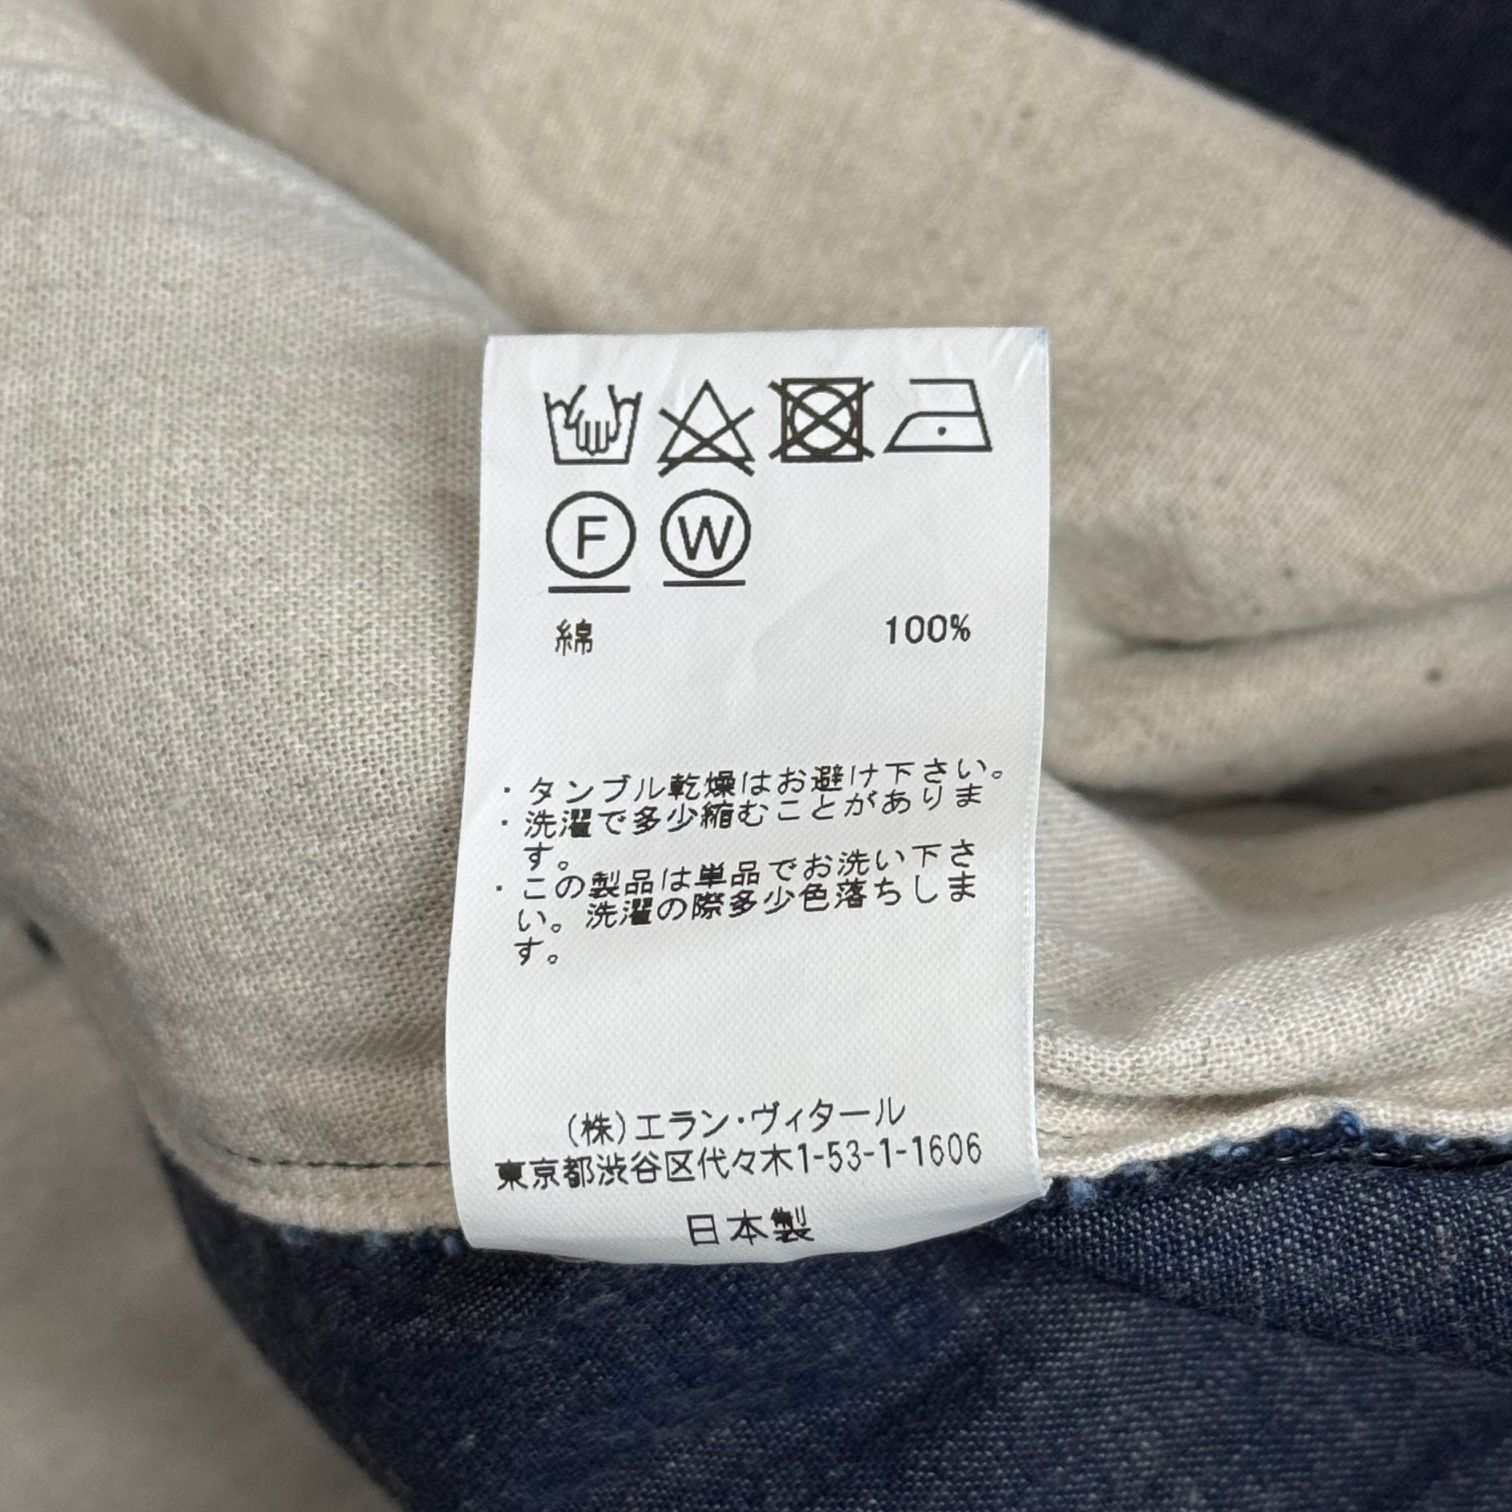 F W
綿 100%
・タンブル乾燥はお避け下さい。
・洗濯で多少縮むことがありま
す。
・この製品は単品でお洗い下さ
い。洗濯の際多少色落ちしま
す。
(株)エラン・ヴィタール
東京都渋谷区代々木1-53-1-1606
日本製